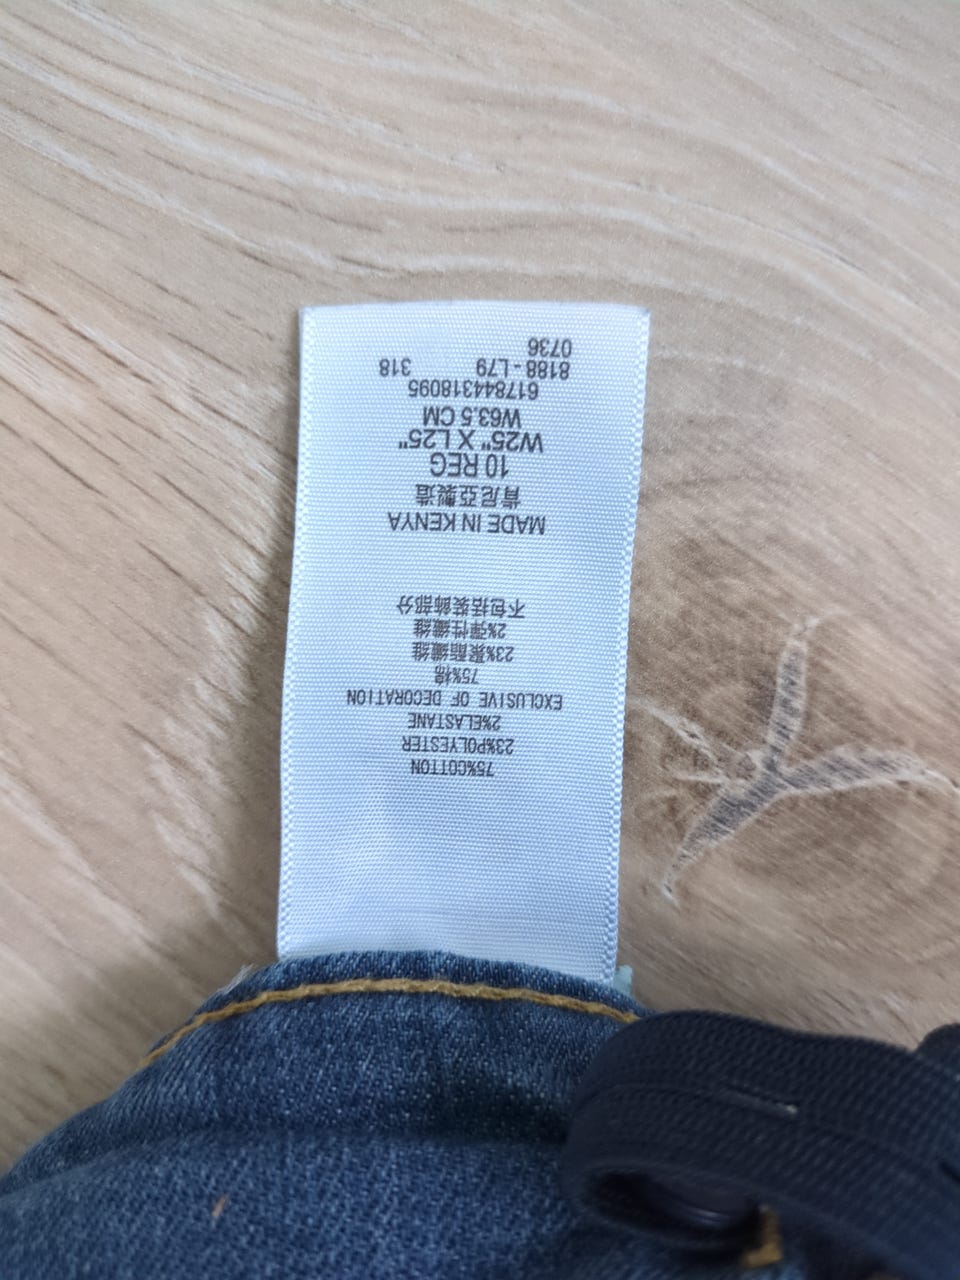 75%COTTON
23%POLYESTER
2%ELASTANE
EXCLUSIVE OF DECORATION
75%棉
23%聚酯纖維
2%彈性纖維
不包括裝飾部分
MADE IN KENYA
肯尼亞製造
10 REG
W25" X L25"
W63.5 CM
617844318095
8188 - L79 318
0736